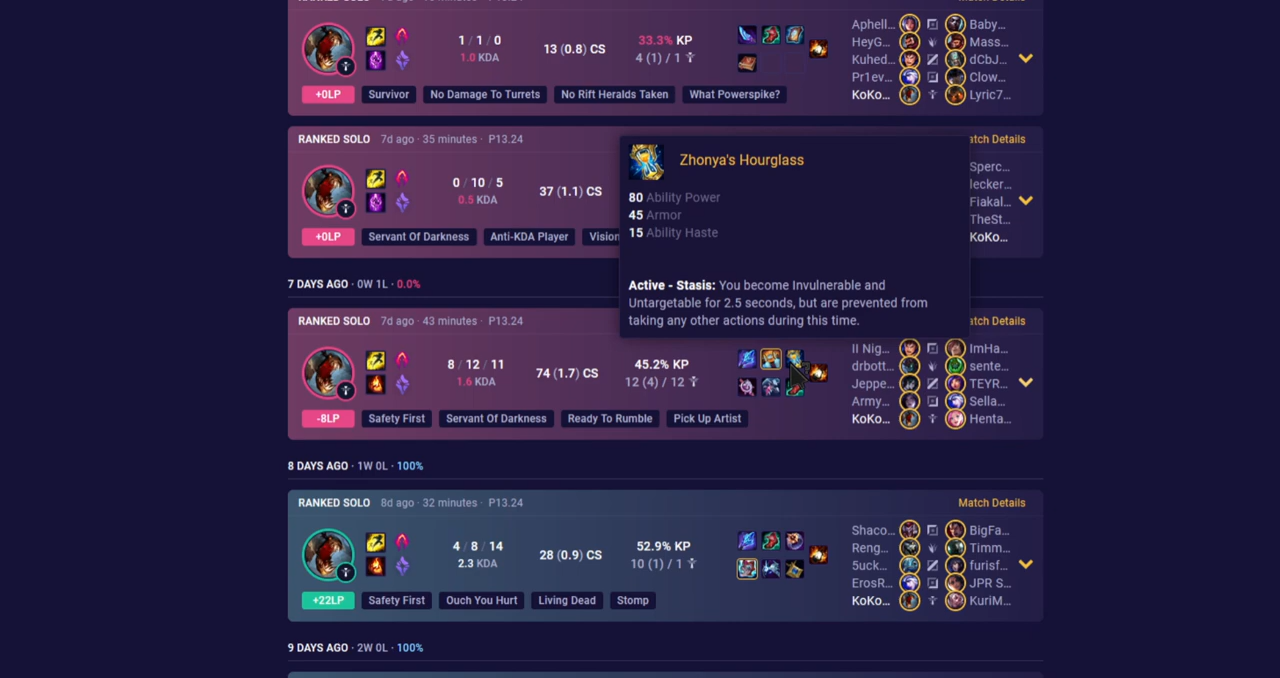 1 / 1 / 0
1.0 KDA
13 (0.8) CS
33.3% KP
4 (1) / 1
Aphell...
HeyG...
Kuhed...
Pr1ev...
KoKo...
Baby...
Mass...
dCbJ...
Clow...
Lyric7...
+0LP
Survivor
No Damage To Turrets
No Rift Heralds Taken
What Powerspike?
RANKED SOLO 7d ago · 35 minutes · P13.24
atch Details
0 / 10 / 5
0.5 KDA
37 (1.1) CS
Sperc...
lecker...
Fiakal...
TheSt...
KoKo...
+0LP
Servant Of Darkness
Anti-KDA Player
Vision
Zhonya's Hourglass
80 Ability Power
45 Armor
15 Ability Haste
Active - Stasis: You become Invulnerable and
Untargetable for 2.5 seconds, but are prevented from
taking any other actions during this time.
7 DAYS AGO · 0W 1L · 0.0%
RANKED SOLO 7d ago · 43 minutes · P13.24
atch Details
8 / 12 / 11
1.6 KDA
74 (1.7) CS
45.2% KP
12 (4) / 12
II Nig...
drbott...
Jeppe...
Army...
KoKo...
ImHa...
sente...
TEYR...
Sella...
Henta...
-8LP
Safety First
Servant Of Darkness
Ready To Rumble
Pick Up Artist
8 DAYS AGO · 1W 0L · 100%
RANKED SOLO 8d ago · 32 minutes · P13.24
Match Details
4 / 8 / 14
2.3 KDA
28 (0.9) CS
52.9% KP
10 (1) / 1
Shaco...
Reng...
5uck...
ErosR...
KoKo...
BigFa...
Timm...
furisf...
JPR S...
KuriM...
+22LP
Safety First
Ouch You Hurt
Living Dead
Stomp
9 DAYS AGO · 2W 0L · 100%